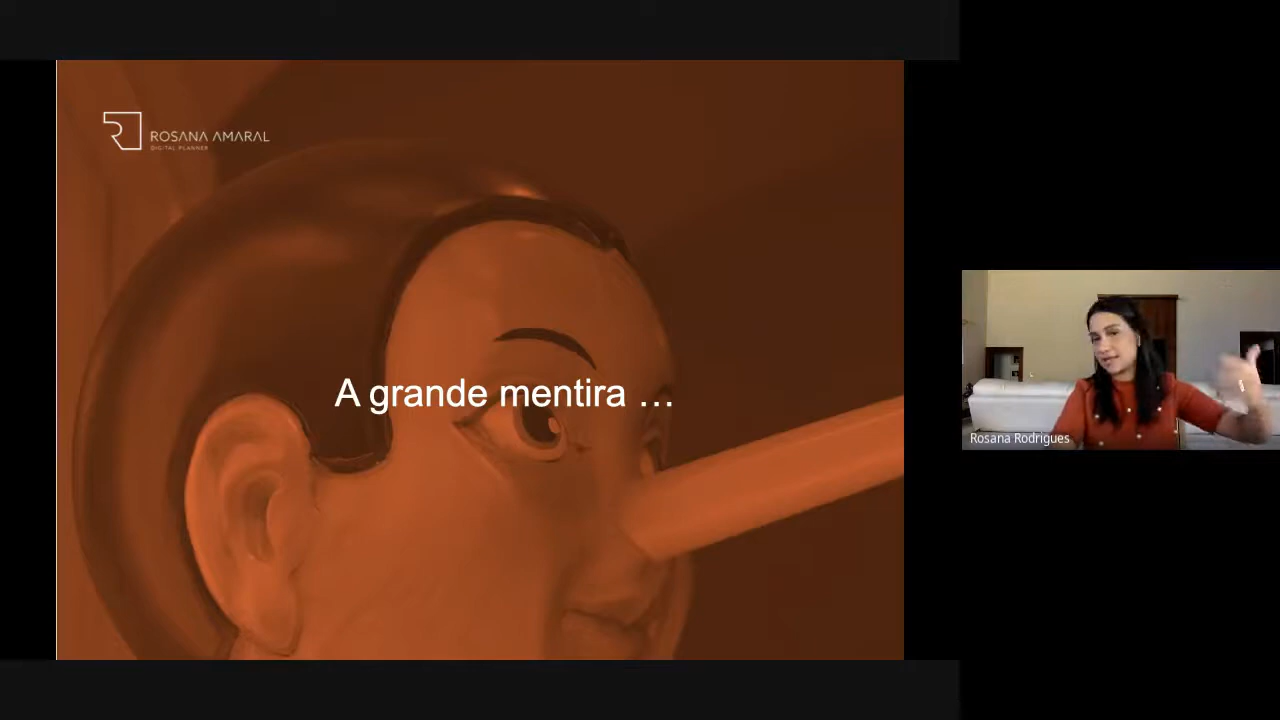 ROSANA AMARAL
DIGITAL PLANNER
A grande mentira ...
Rosana Rodrigues